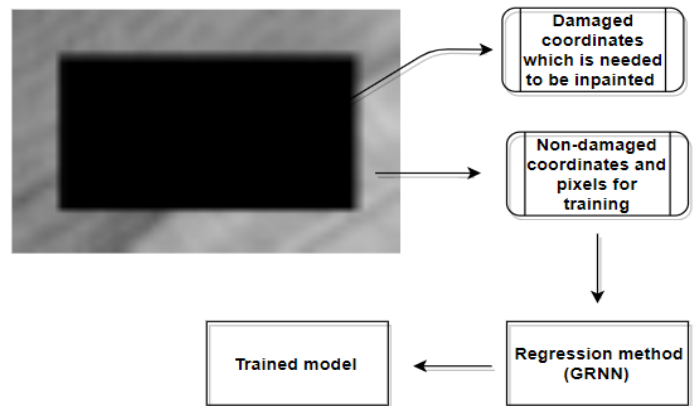 Damaged
coordinates
which is needed
to be inpainted
Non-damaged
coordinates and
pixels for
training
Regression method
(GRNN)
Trained model